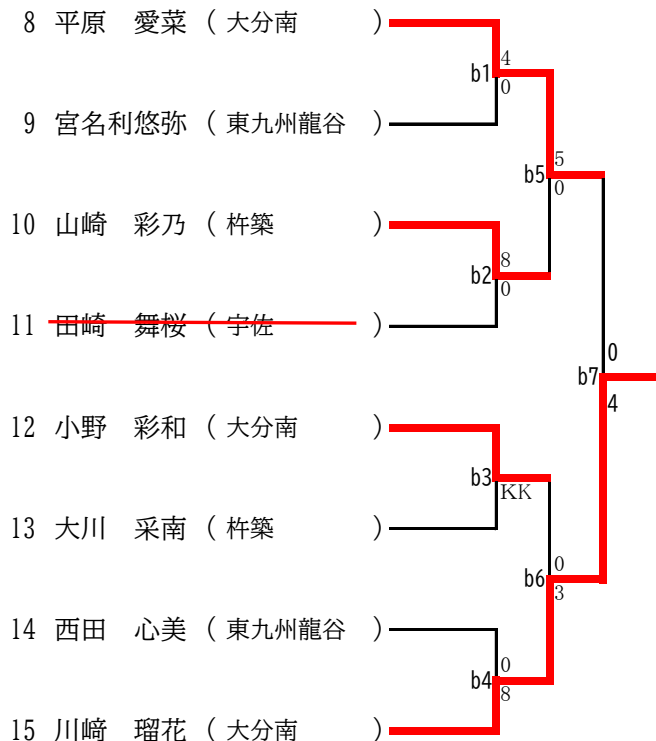 8 平原 愛菜 ( 大分南 )
4
b1
0
9 宮名利悠弥 ( 東九州龍谷 )
5
b5
0
10 山崎 彩乃 ( 杵築 )
8
b2
0
11 田崎 舞桜 ( 宇佐 )
0
b7
4
12 小野 彩和 ( 大分南 )
b3
KK
13 大川 采南 ( 杵築 )
0
b6
3
14 西田 心美 ( 東九州龍谷 )
0
b4
8
15 川﨑 瑠花 ( 大分南 )